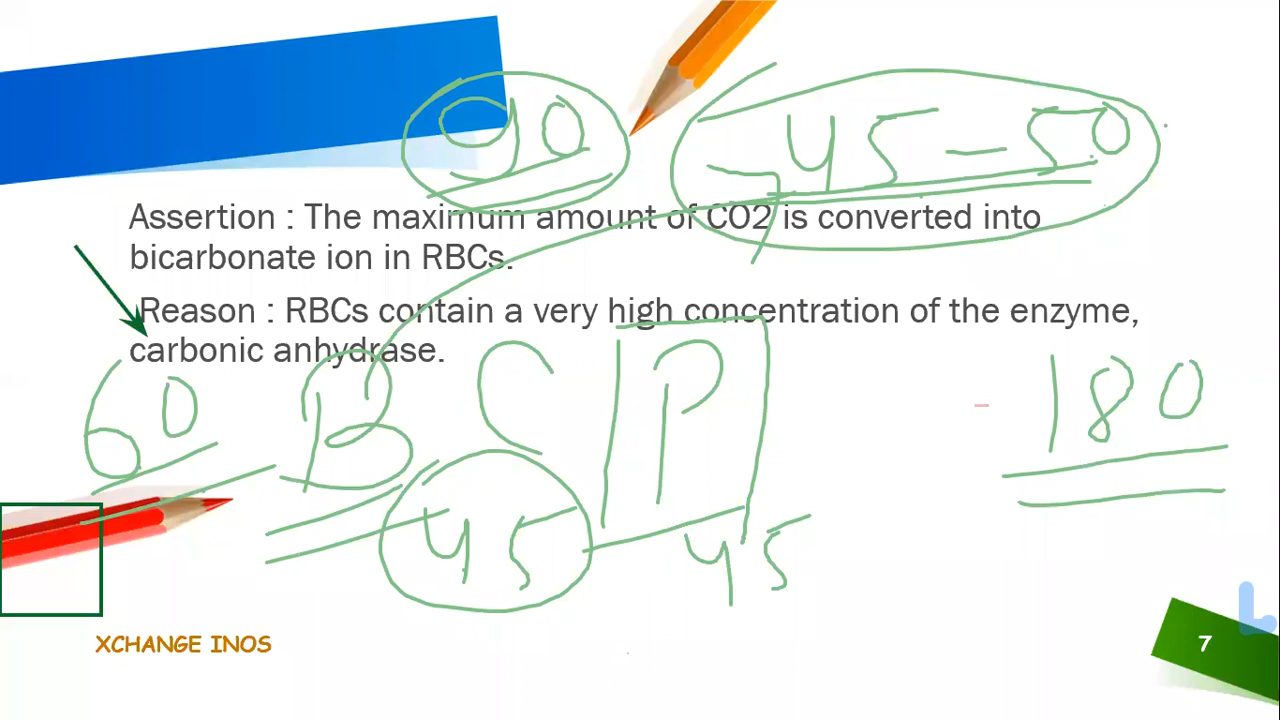 90
45 - 50
Assertion : The maximum amount of CO2 is converted into
bicarbonate ion in RBCs.
Reason : RBCs contain a very high concentration of the enzyme,
carbonic anhydrase.
60 B C P
180
45 45
XCHANGE INOS
7